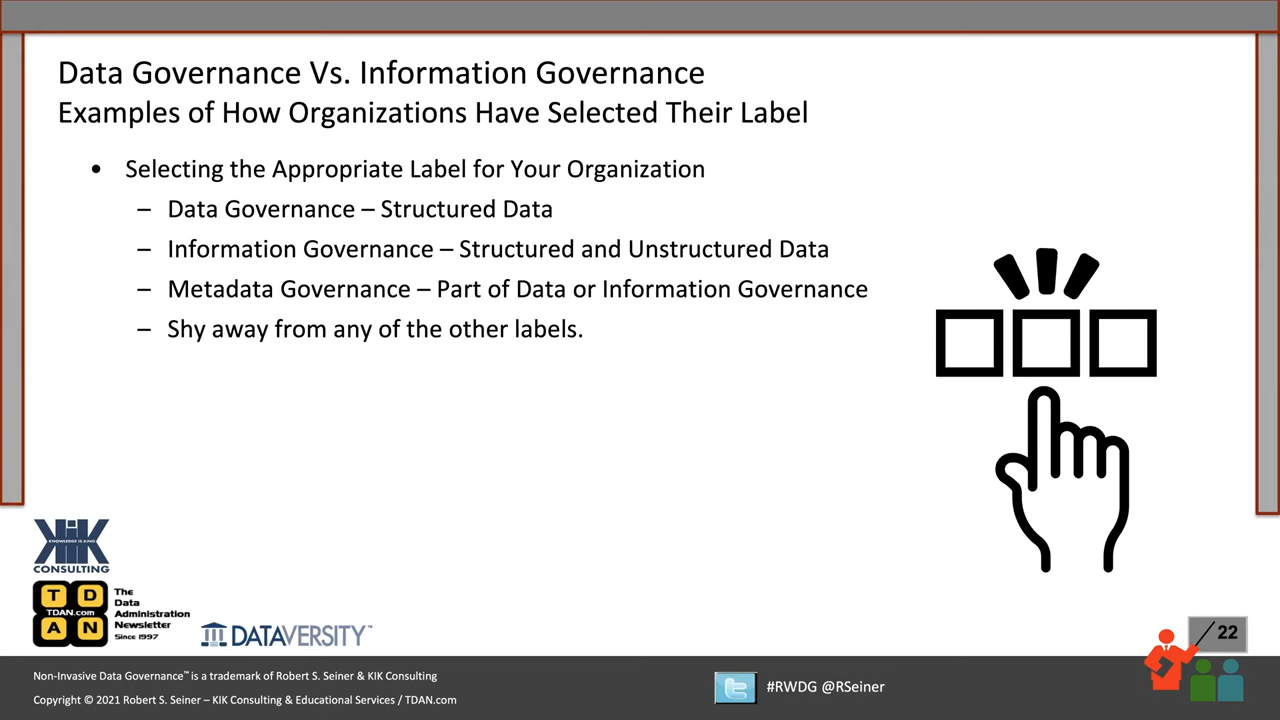 Data Governance Vs. Information Governance
Examples of How Organizations Have Selected Their Label
• Selecting the Appropriate Label for Your Organization
– Data Governance – Structured Data
– Information Governance – Structured and Unstructured Data
– Metadata Governance – Part of Data or Information Governance
– Shy away from any of the other labels.
KIK
KNOWLEDGE IS KING
CONSULTING
T D
TDAN.com
A N
The
Data
Administration
Newsletter
Since 1997
DATAVERSITY™
22
Non-Invasive Data Governance™ is a trademark of Robert S. Seiner & KIK Consulting
Copyright © 2021 Robert S. Seiner – KIK Consulting & Educational Services / TDAN.com
#RWDG @RSeiner